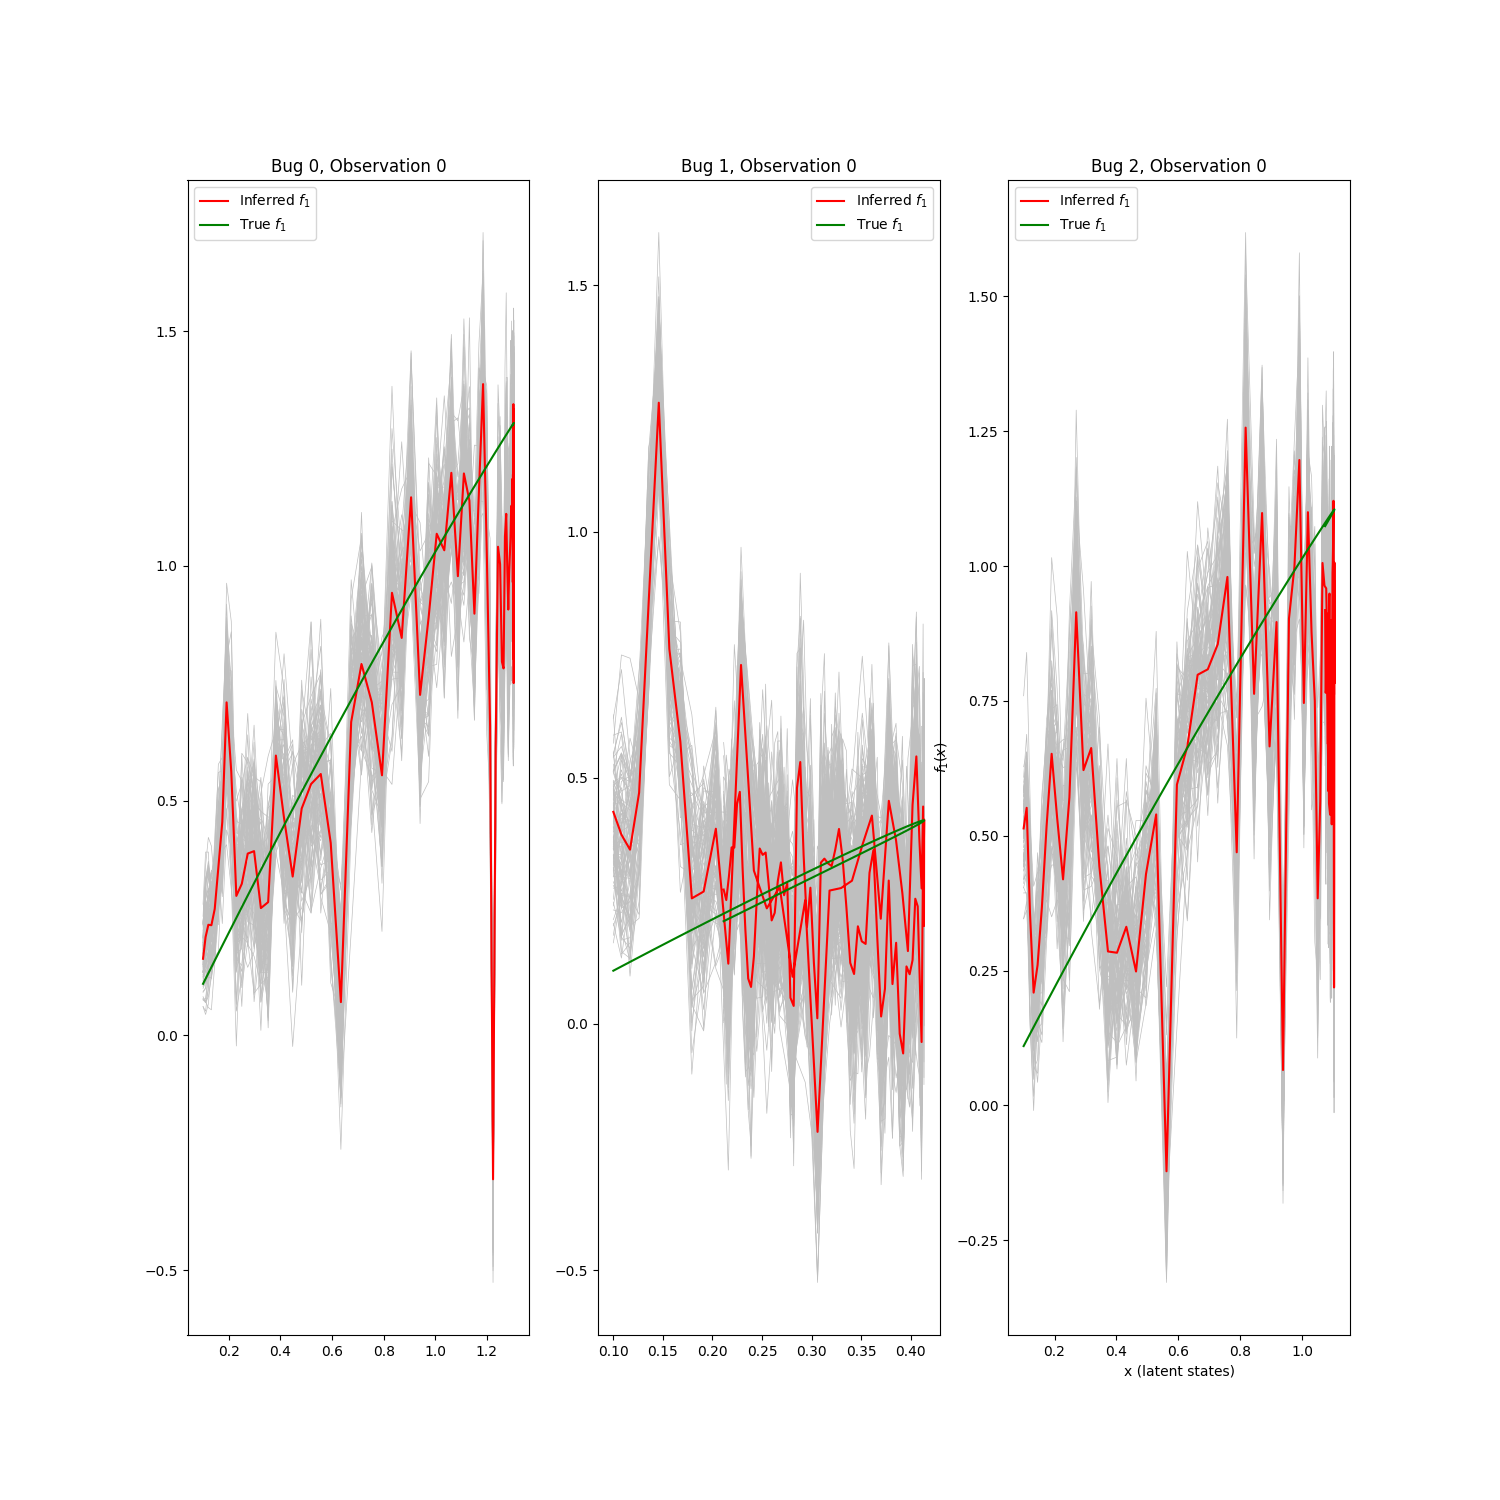 Bug 0, Observation 0
Inferred f₁
True f₁
1.5
1.0
0.5
0.0
−0.5
0.2 0.4 0.6 0.8 1.0 1.2
Bug 1, Observation 0
Inferred f₁
True f₁
1.5
1.0
0.5
0.0
−0.5
0.10 0.15 0.20 0.25 0.30 0.35 0.40
Bug 2, Observation 0
Inferred f₁
True f₁
f₁(x)
1.50
1.25
1.00
0.75
0.50
0.25
0.00
−0.25
0.2 0.4 0.6 0.8 1.0
x (latent states)